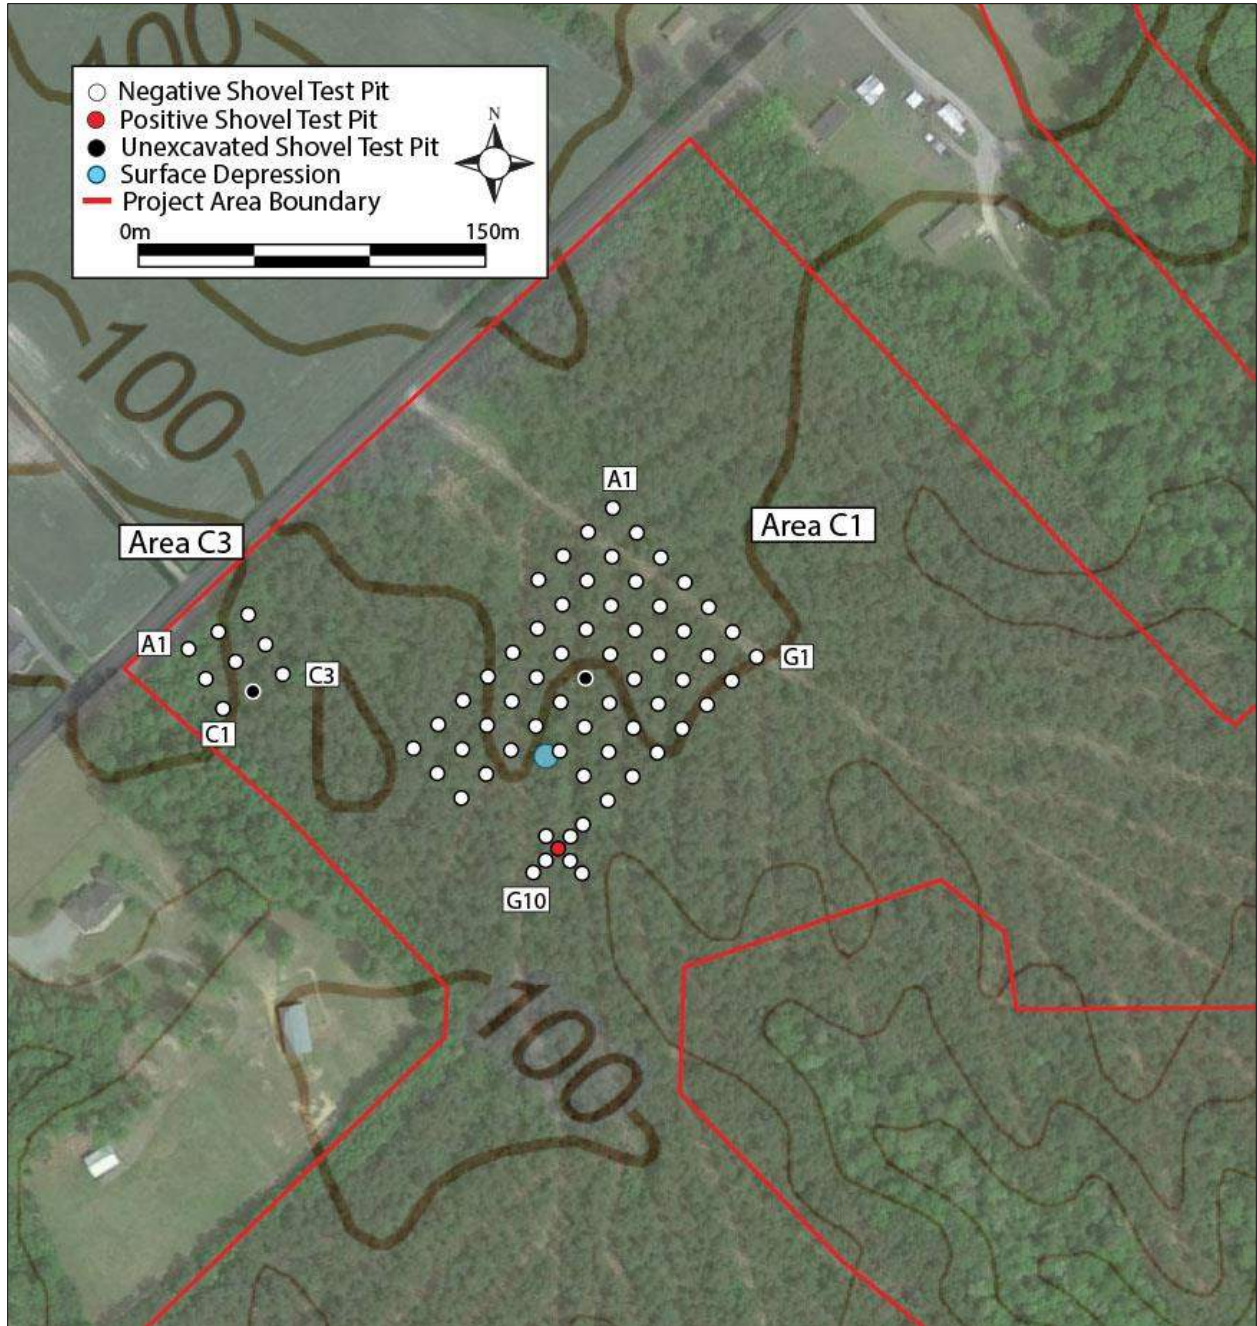 100
Negative Shovel Test Pit
Positive Shovel Test Pit
Unexcavated Shovel Test Pit
Surface Depression
Project Area Boundary
N
0m 150m
100
A1
Area C3
Area C1
A1
C3
G1
C1
G10
100